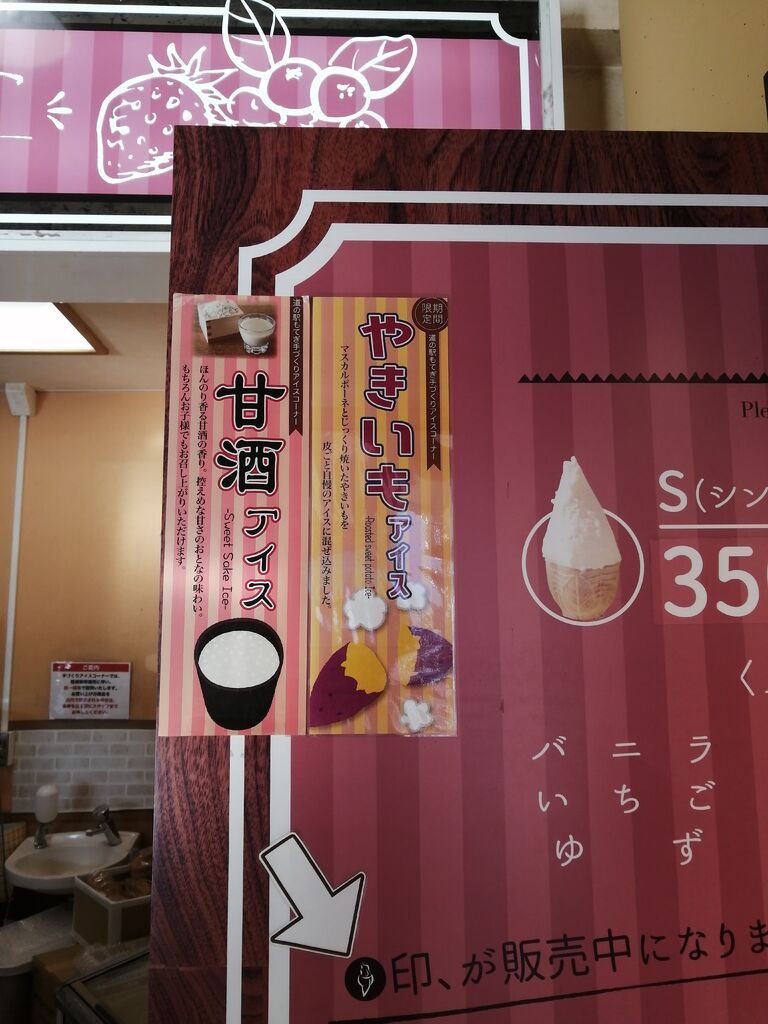 道の駅もてぎ手づくりアイスコーナー
甘酒アイス
-Sweet Sake Ice-
ほんのり香る甘酒の香り。控えめな甘さのおとなの味わい。
もちろんお子様でもお召し上がりいただけます。
期間
限定
道の駅もてぎ手づくりアイスコーナー
やきいもアイス
-Roasted sweet potato Ice-
マスカルポーネとじっくり焼いたやきいもを
皮ごと自慢のアイスに混ぜ込みました。
Ple
S(シン
35
バニラ
いちご
ゆず
印、が販売中になりま
ご案内